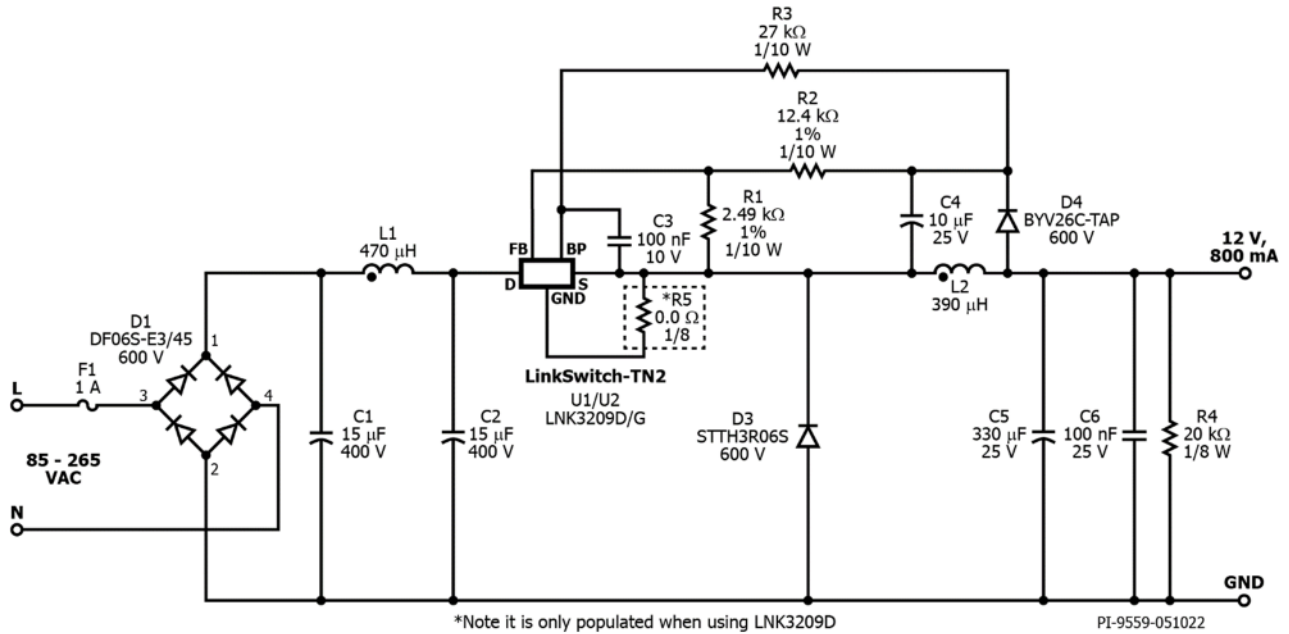 R3
27 kΩ
1/10 W
R2
12.4 kΩ
1%
1/10 W
R1
2.49 kΩ
1%
1/10 W
C3
100 nF
10 V
C4
10 μF
25 V
D4
BYV26C-TAP
600 V
L1
470 μH
FB
BP
D
S
GND
*R5
0.0 Ω
1/8
L2
390 μH
12 V,
800 mA
D1
DF06S-E3/45
600 V
1
F1
1 A
L
3
4
2
85 - 265
VAC
N
C1
15 μF
400 V
C2
15 μF
400 V
LinkSwitch-TN2
U1/U2
LNK3209D/G
D3
STTH3R06S
600 V
C5
330 μF
25 V
C6
100 nF
25 V
R4
20 kΩ
1/8 W
GND
*Note it is only populated when using LNK3209D
PI-9559-051022